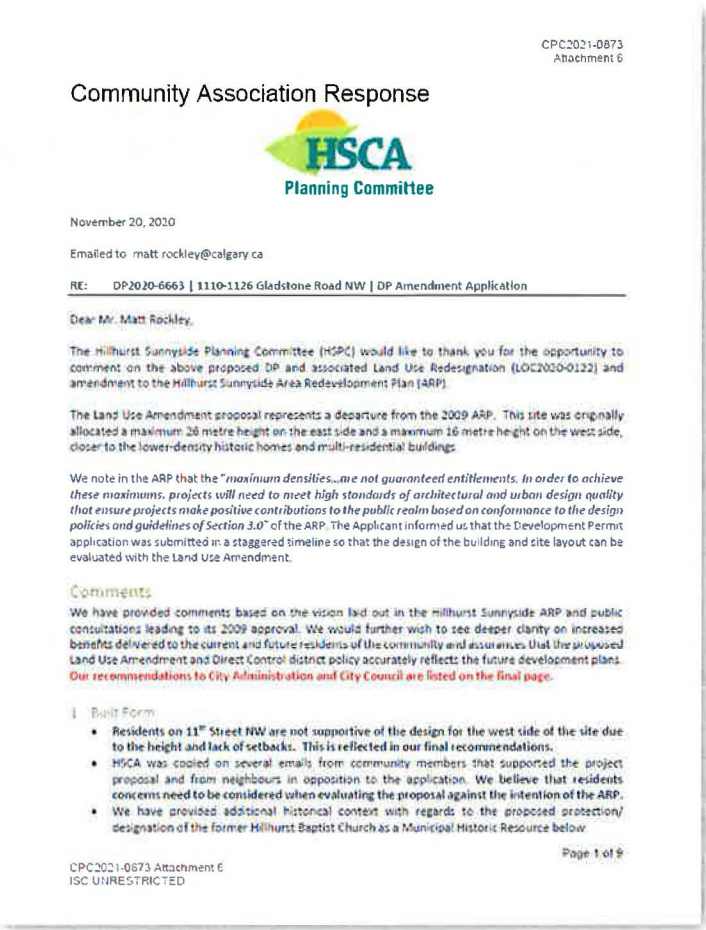 CPC2021-0873
Attachment 6
Community Association Response
HSCA
Planning Committee
November 20, 2020
Emailed to matt rockley@calgary.ca
RE: DP2020-6663 | 1110-1126 Gladstone Road NW | DP Amendment Application
Dear Mr. Matt Rockley,
The Hillhurst Sunnyside Planning Committee (HSPC) would like to thank you for the opportunity to
comment on the above proposed DP and associated Land Use Redesignation (LOC2020-0122) and
amendment to the Hillhurst Sunnyside Area Redevelopment Plan (ARP)
The Land Use Amendment proposal represents a departure from the 2009 ARP. This site was originally
allocated a maximum 26 metre height on the east side and a maximum 16 metre height on the west side,
closer to the lower-density historic homes and multi-residential buildings
We note in the ARP that the "maximum densities...are not guaranteed entitlements. In order to achieve
these maximums, projects will need to meet high standards of architectural and urban design quality
that ensure projects make positive contributions to the public realm based on conformance to the design
policies and guidelines of Section 3.0" of the ARP. The Applicant informed us that the Development Permit
application was submitted in a staggered timeline so that the design of the building and site layout can be
evaluated with the Land Use Amendment.
Comments
We have provided comments based on the vision laid out in the Hillhurst Sunnyside ARP and public
consultations leading to its 2009 approval. We would further wish to see deeper clarity on increased
benefits delivered to the current and future residents of the community and assurances that the proposed
Land Use Amendment and Direct Control district policy accurately reflects the future development plans.
Our recommendations to City Administration and City Council are listed on the final page.
1 Built Form
• Residents on 11st Street NW are not supportive of the design for the west side of the site due
to the height and lack of setbacks. This is reflected in our final recommendations.
• HSCA was copied on several emails from community members that supported the project
proposal and from neighbours in opposition to the application. We believe that residents
concerns need to be considered when evaluating the proposal against the intention of the ARP.
• We have provided additional historical context with regards to the proposed protection/
designation of the former Hillhurst Baptist Church as a Municipal Historic Resource below
Page 1 of 9
CPC2021-0873 Attachment 6
ISC UNRESTRICTED